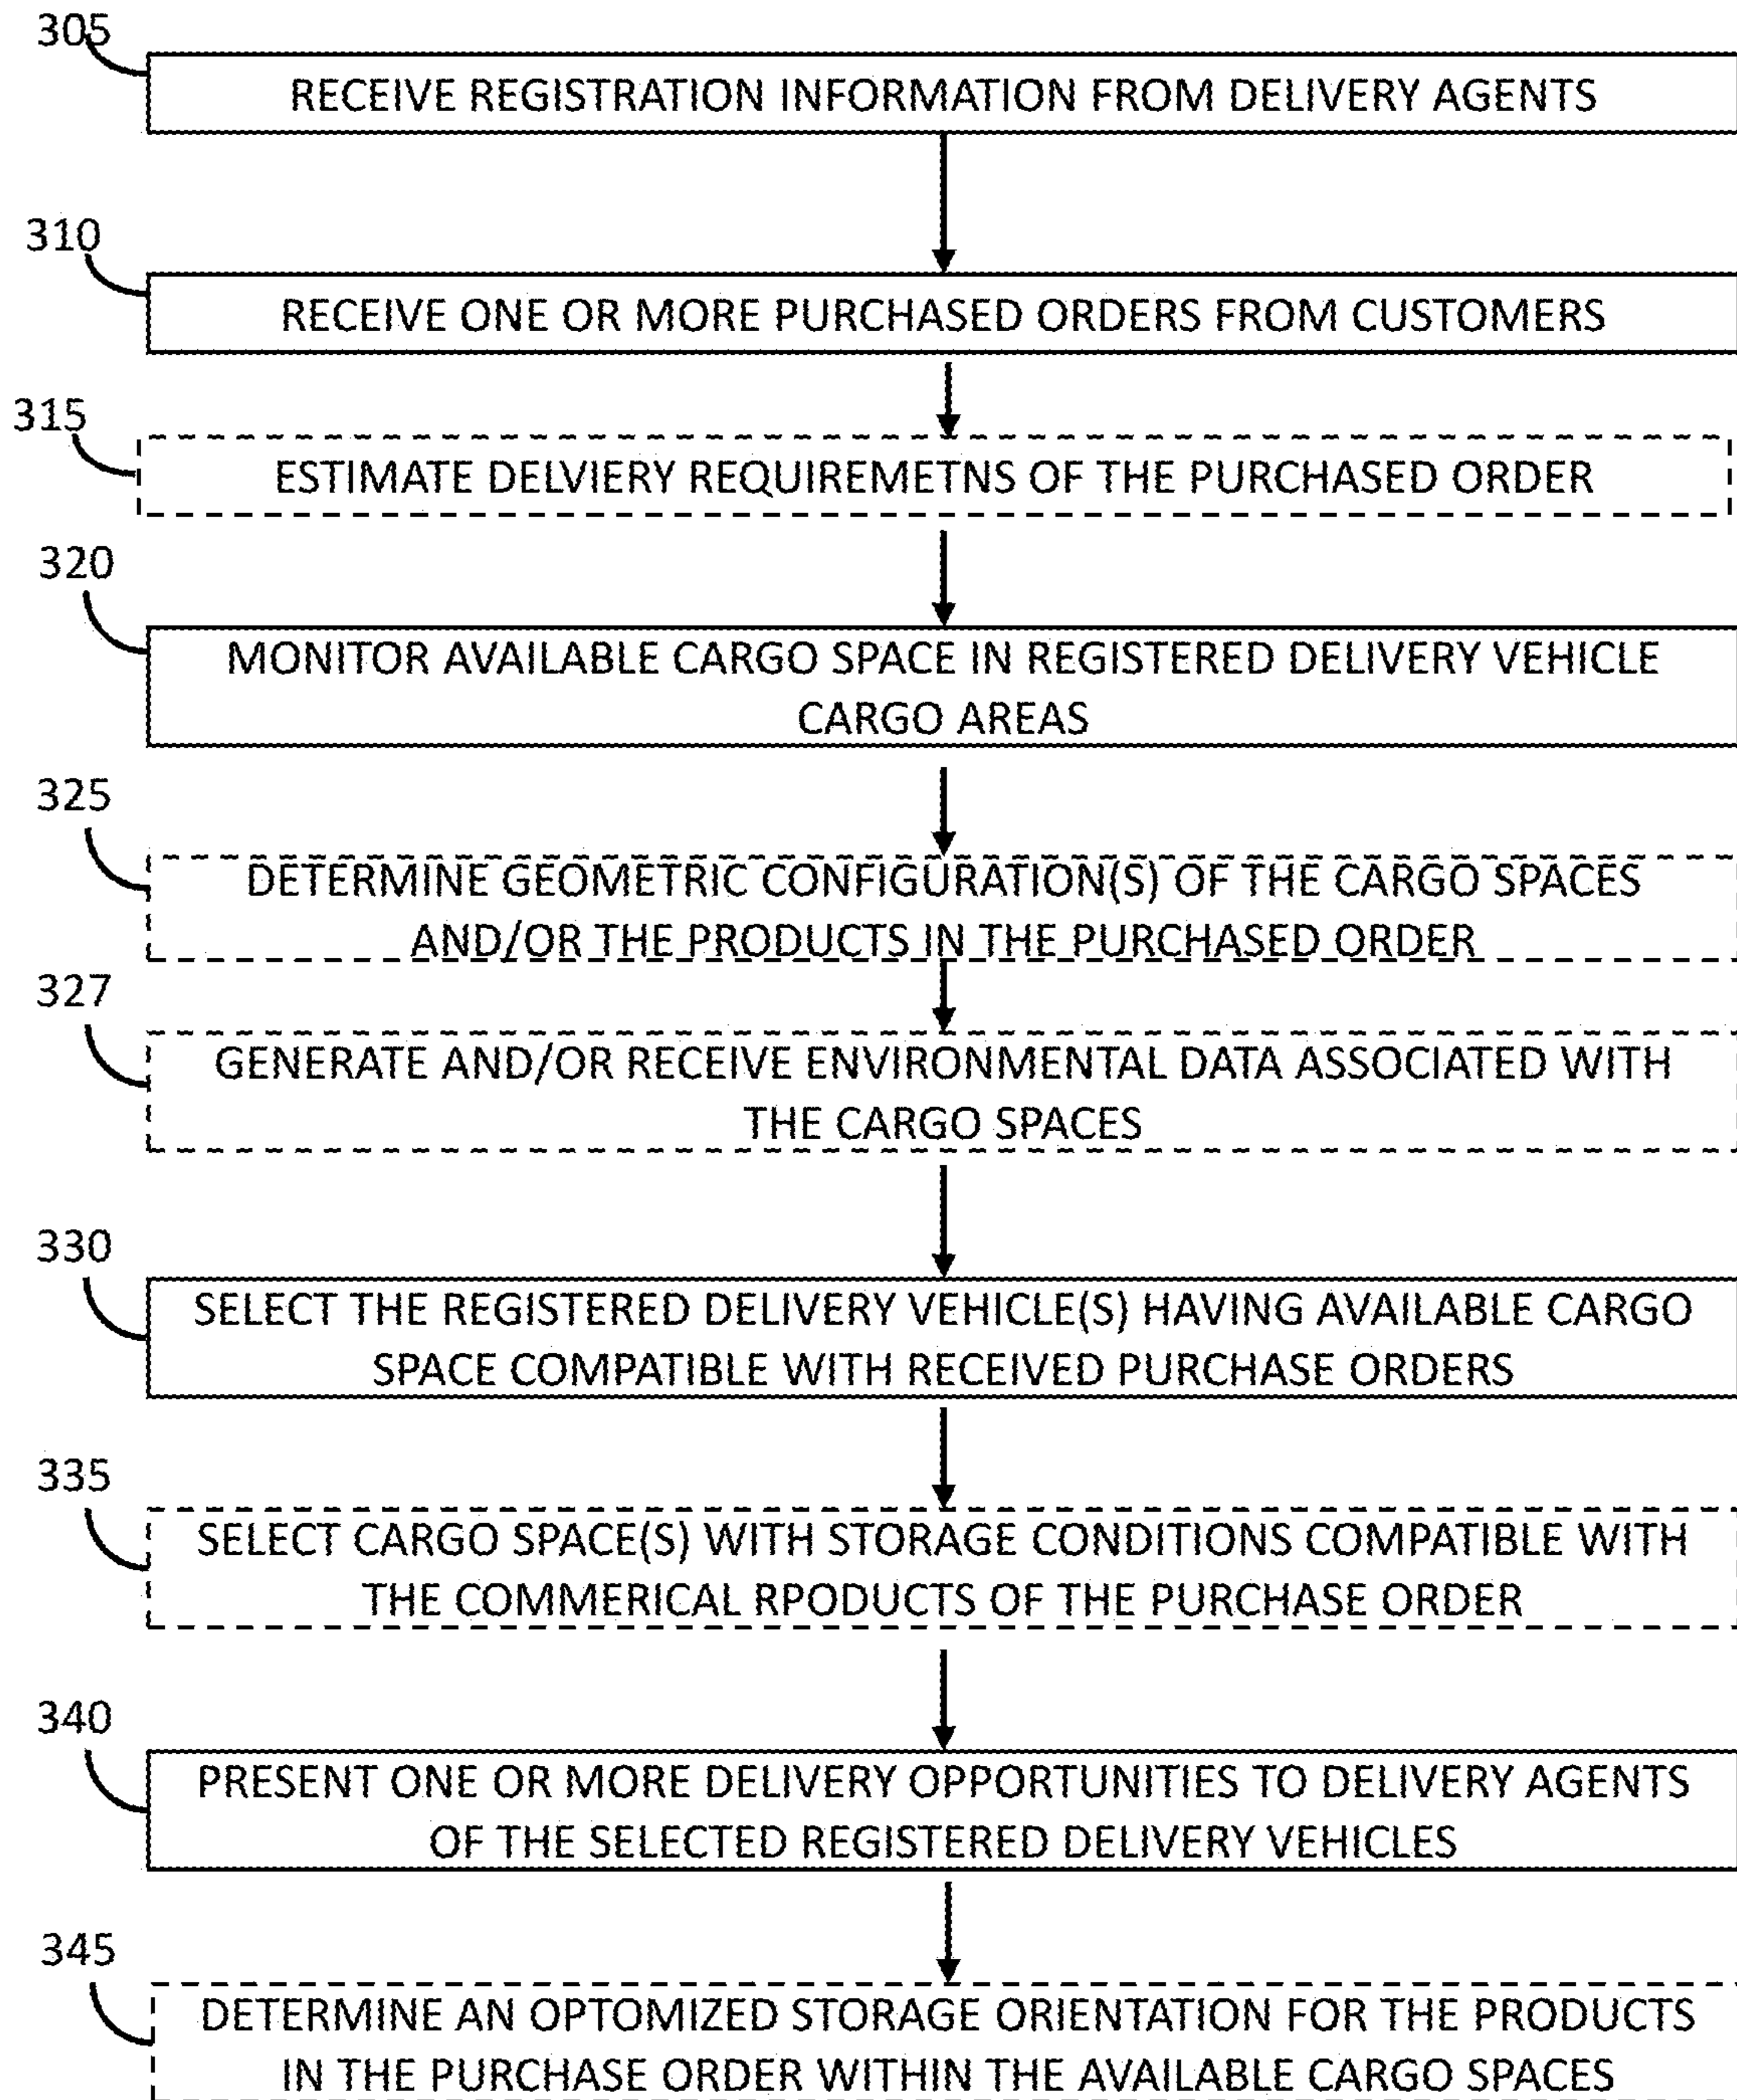 305
RECEIVE REGISTRATION INFORMATION FROM DELIVERY AGENTS
310
RECEIVE ONE OR MORE PURCHASED ORDERS FROM CUSTOMERS
315
ESTIMATE DELVIERY REQUIREMETNS OF THE PURCHASED ORDER
320
MONITOR AVAILABLE CARGO SPACE IN REGISTERED DELIVERY VEHICLE
CARGO AREAS
325
DETERMINE GEOMETRIC CONFIGURATION(S) OF THE CARGO SPACES
AND/OR THE PRODUCTS IN THE PURCHASED ORDER
327
GENERATE AND/OR RECEIVE ENVIRONMENTAL DATA ASSOCIATED WITH
THE CARGO SPACES
330
SELECT THE REGISTERED DELIVERY VEHICLE(S) HAVING AVAILABLE CARGO
SPACE COMPATIBLE WITH RECEIVED PURCHASE ORDERS
335
SELECT CARGO SPACE(S) WITH STORAGE CONDITIONS COMPATIBLE WITH
THE COMMERICAL RPODUCTS OF THE PURCHASE ORDER
340
PRESENT ONE OR MORE DELIVERY OPPORTUNITIES TO DELIVERY AGENTS
OF THE SELECTED REGISTERED DELIVERY VEHICLES
345
DETERMINE AN OPTOMIZED STORAGE ORIENTATION FOR THE PRODUCTS
IN THE PURCHASE ORDER WITHIN THE AVAILABLE CARGO SPACES